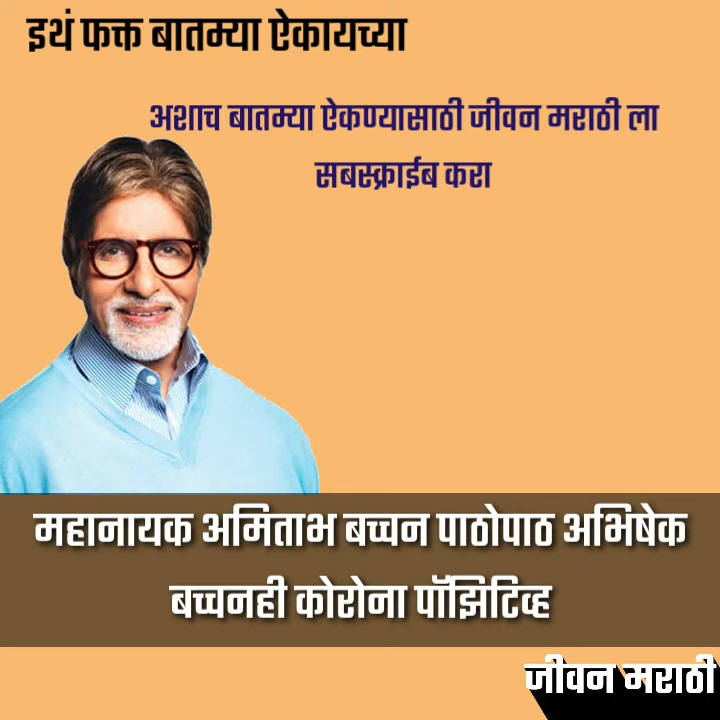 इथं फक्त बातम्या ऐकायच्या
अशाच बातम्या ऐकण्यासाठी जीवन मराठी ला
सबस्क्राईब करा
महानायक अमिताभ बच्चन पाठोपाठ अभिषेक
बच्चनही कोरोना पॉझिटिव्ह
जीवन मराठी